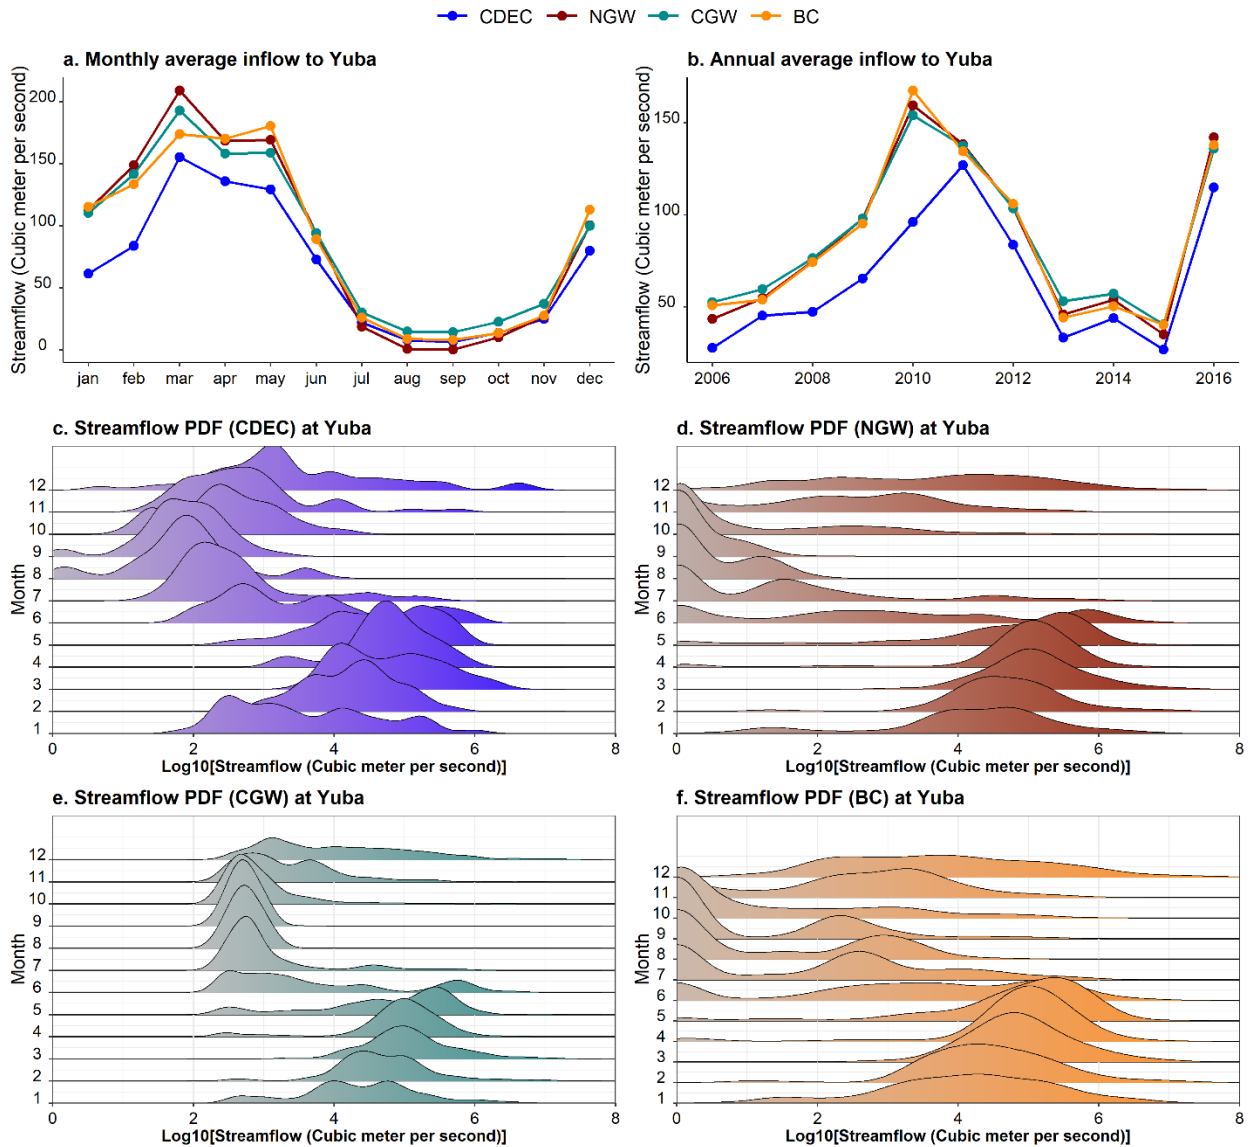 CDEC NGW CGW BC
a. Monthly average inflow to Yuba
Streamflow (Cubic meter per second)
200
150
100
50
0
jan feb mar apr may jun jul aug sep oct nov dec
b. Annual average inflow to Yuba
Streamflow (Cubic meter per second)
150
100
50
2006 2008 2010 2012 2014 2016
c. Streamflow PDF (CDEC) at Yuba
Month
12
11
10
9
8
7
6
5
4
3
2
1
0 2 4 6 8
Log10[Streamflow (Cubic meter per second)]
d. Streamflow PDF (NGW) at Yuba
Month
12
11
10
9
8
7
6
5
4
3
2
1
0 2 4 6 8
Log10[Streamflow (Cubic meter per second)]
e. Streamflow PDF (CGW) at Yuba
Month
12
11
10
9
8
7
6
5
4
3
2
1
0 2 4 6 8
Log10[Streamflow (Cubic meter per second)]
f. Streamflow PDF (BC) at Yuba
Month
12
11
10
9
8
7
6
5
4
3
2
1
0 2 4 6 8
Log10[Streamflow (Cubic meter per second)]